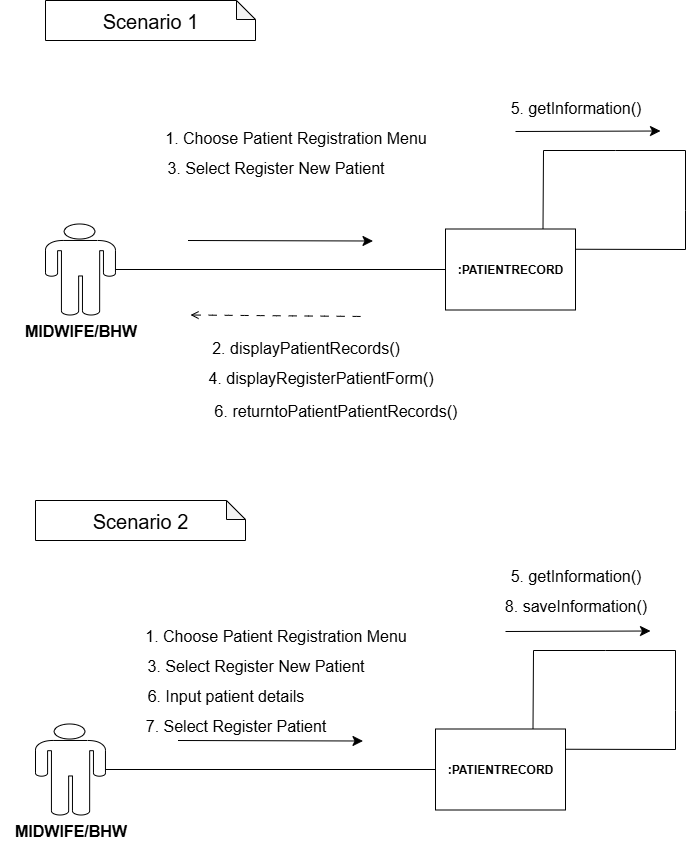 Scenario 1
5. getInformation()
1. Choose Patient Registration Menu
3. Select Register New Patient
:PATIENTRECORD
MIDWIFE/BHW
2. displayPatientRecords()
4. displayRegisterPatientForm()
6. returntoPatientPatientRecords()
Scenario 2
5. getInformation()
8. saveInformation()
1. Choose Patient Registration Menu
3. Select Register New Patient
6. Input patient details
7. Select Register Patient
:PATIENTRECORD
MIDWIFE/BHW